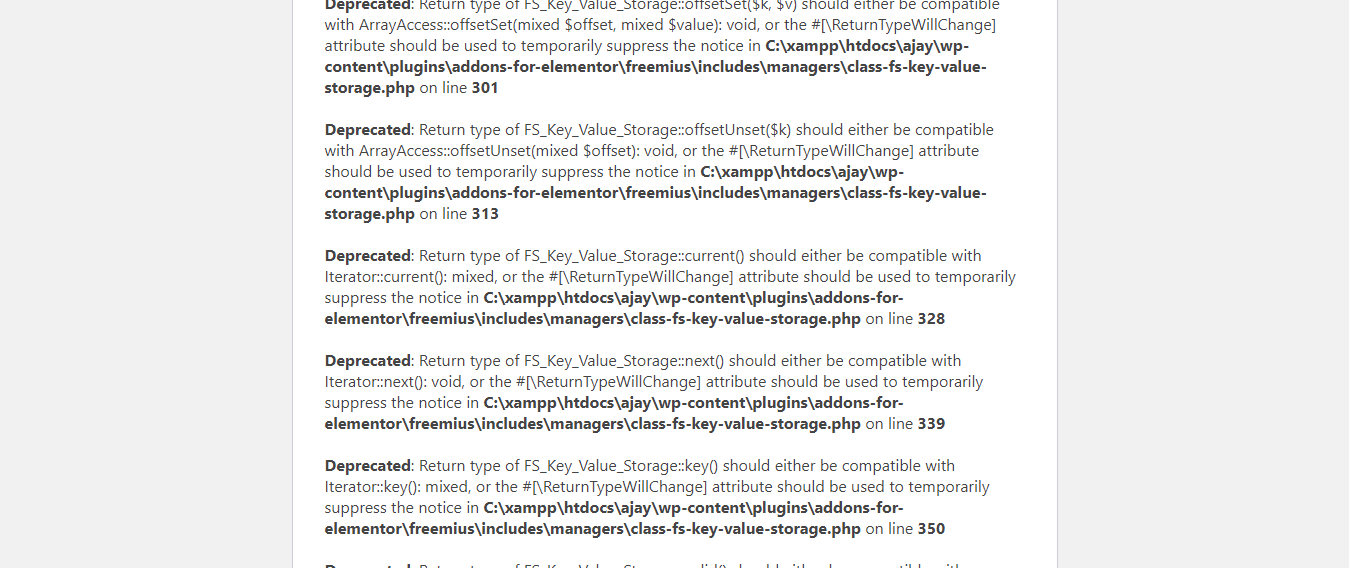 Deprecated: Return type of FS_Key_Value_Storage::offsetSet($k, $v) should either be compatible
with ArrayAccess::offsetSet(mixed $offset, mixed $value): void, or the #[\ReturnTypeWillChange]
attribute should be used to temporarily suppress the notice in C:\xampp\htdocs\ajay\wp-
content\plugins\addons-for-elementor\freemius\includes\managers\class-fs-key-value-
storage.php on line 301
Deprecated: Return type of FS_Key_Value_Storage::offsetUnset($k) should either be compatible
with ArrayAccess::offsetUnset(mixed $offset): void, or the #[\ReturnTypeWillChange] attribute
should be used to temporarily suppress the notice in C:\xampp\htdocs\ajay\wp-
content\plugins\addons-for-elementor\freemius\includes\managers\class-fs-key-value-
storage.php on line 313
Deprecated: Return type of FS_Key_Value_Storage::current() should either be compatible with
Iterator::current(): mixed, or the #[\ReturnTypeWillChange] attribute should be used to temporarily
suppress the notice in C:\xampp\htdocs\ajay\wp-content\plugins\addons-for-
elementor\freemius\includes\managers\class-fs-key-value-storage.php on line 328
Deprecated: Return type of FS_Key_Value_Storage::next() should either be compatible with
Iterator::next(): void, or the #[\ReturnTypeWillChange] attribute should be used to temporarily
suppress the notice in C:\xampp\htdocs\ajay\wp-content\plugins\addons-for-
elementor\freemius\includes\managers\class-fs-key-value-storage.php on line 339
Deprecated: Return type of FS_Key_Value_Storage::key() should either be compatible with
Iterator::key(): mixed, or the #[\ReturnTypeWillChange] attribute should be used to temporarily
suppress the notice in C:\xampp\htdocs\ajay\wp-content\plugins\addons-for-
elementor\freemius\includes\managers\class-fs-key-value-storage.php on line 350